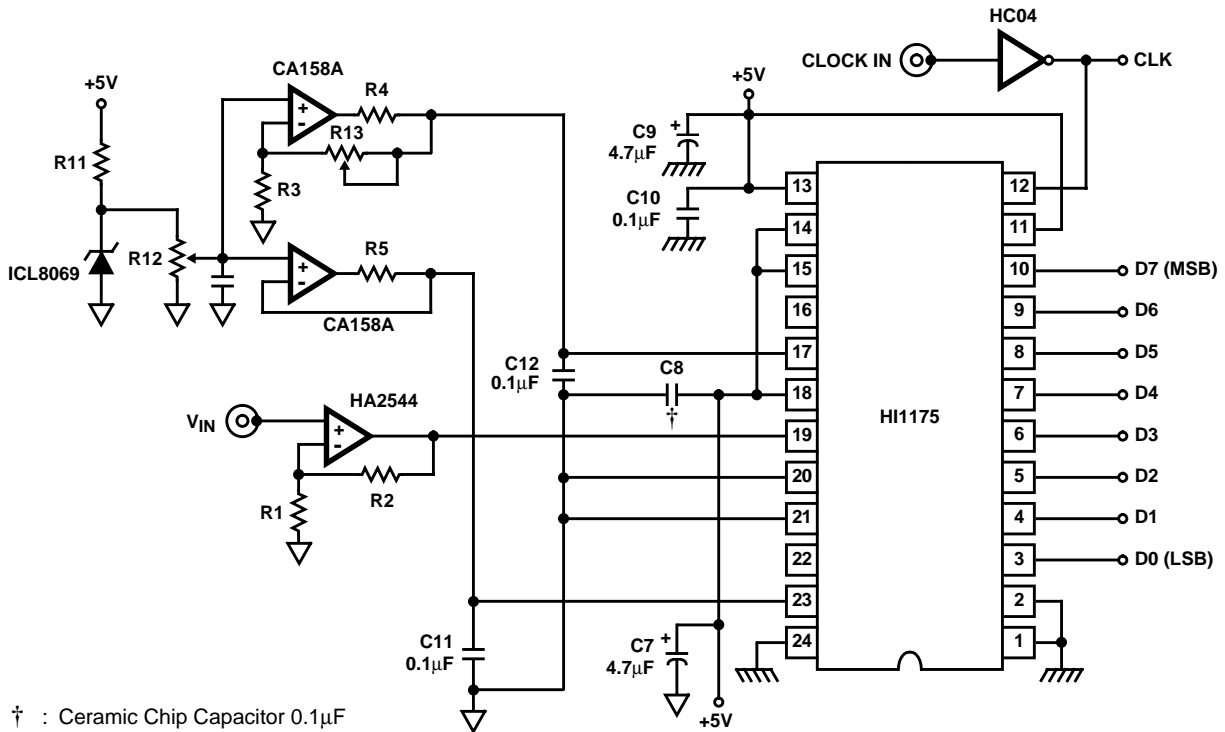 HC04
CLOCK IN
CLK
CA158A
+5V
+
-
R4
R13
R11
R3
+5V
C9
+
4.7μF
C10
0.1μF
13
12
14
11
ICL8069
R12
+
-
R5
CA158A
15
10
D7 (MSB)
16
9
D6
17
8
D5
C12
0.1μF
C8
†
18
7
D4
HI1175
VIN
HA2544
+
-
19
6
D3
R2
R1
20
5
D2
21
4
D1
22
3
D0 (LSB)
23
2
C11
0.1μF
C7
+
4.7μF
24
1
+5V
† : Ceramic Chip Capacitor 0.1μF